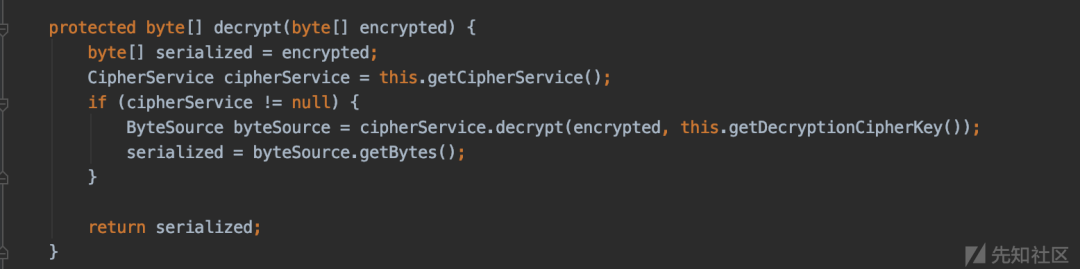 protected byte[] decrypt(byte[] encrypted) {
    byte[] serialized = encrypted;
    CipherService cipherService = this.getCipherService();
    if (cipherService != null) {
        ByteSource byteSource = cipherService.decrypt(encrypted, this.getDecryptionCipherKey());
        serialized = byteSource.getBytes();
    }

    return serialized;
}
先知社区